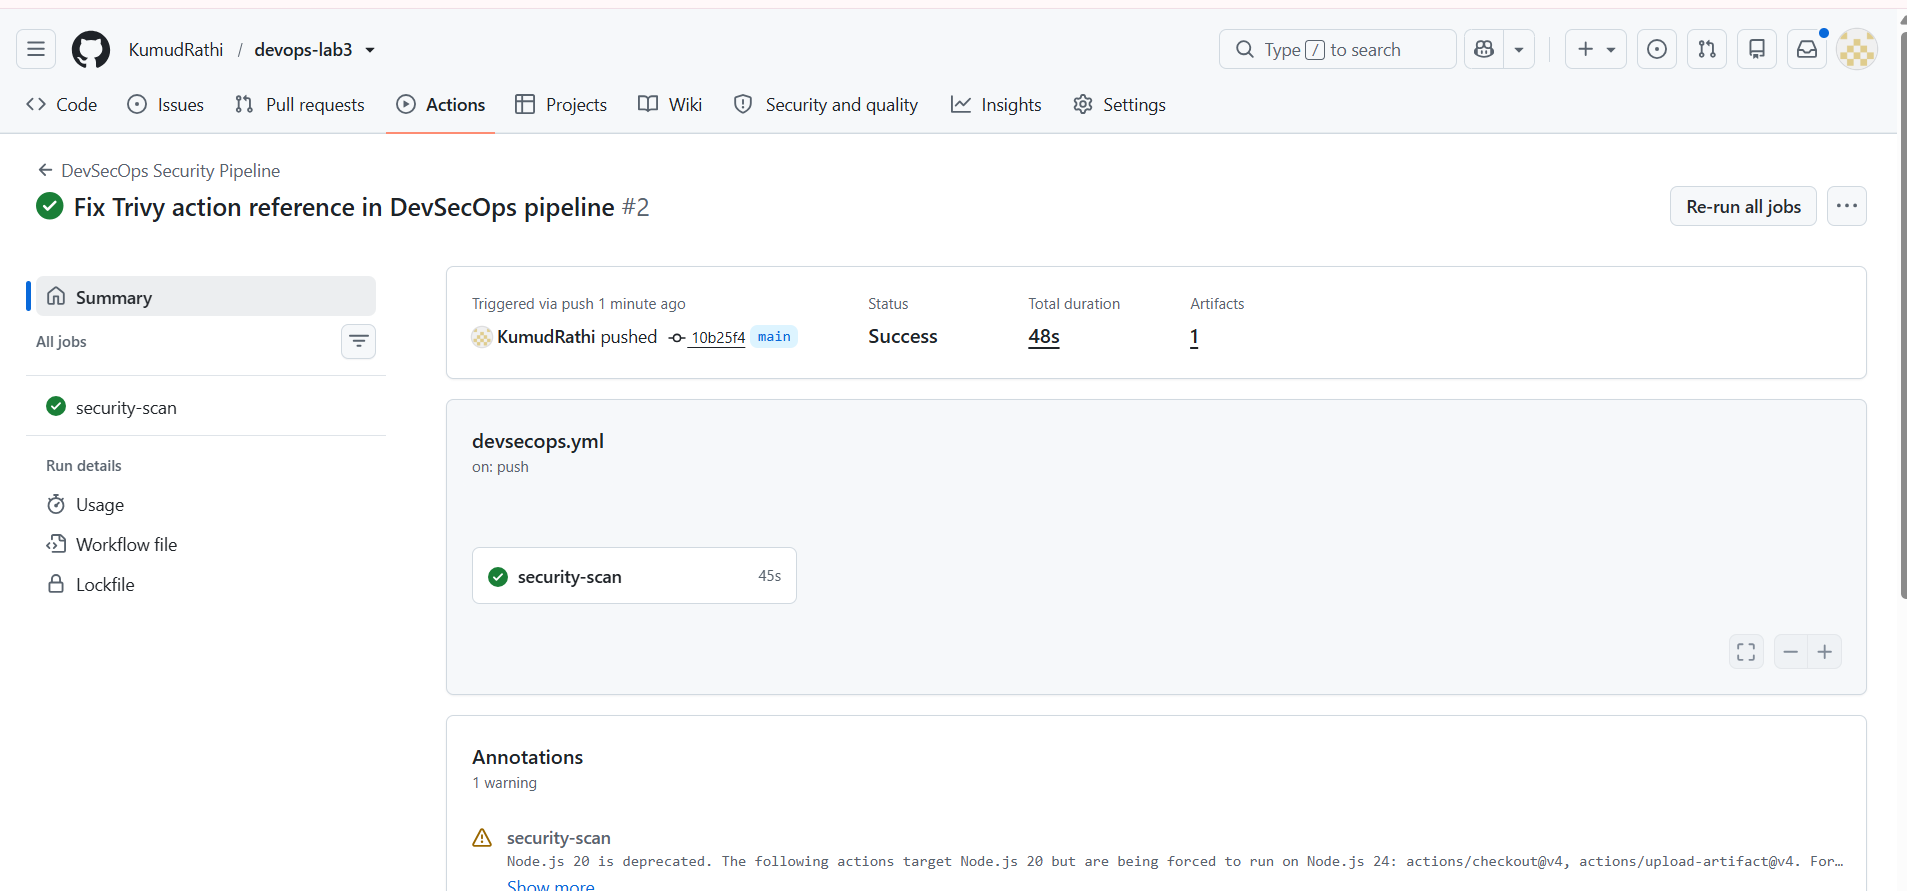 KumudRathi / devops-lab3
Type / to search
Code
Issues
Pull requests
Actions
Projects
Wiki
Security and quality
Insights
Settings
DevSecOps Security Pipeline
Fix Trivy action reference in DevSecOps pipeline #2
Re-run all jobs
Summary
All jobs
security-scan
Run details
Usage
Workflow file
Lockfile
Triggered via push 1 minute ago
KumudRathi pushed 10b25f4 main
Status
Success
Total duration
48s
Artifacts
1
devsecops.yml
on: push
security-scan 45s
Annotations
1 warning
security-scan
Node.js 20 is deprecated. The following actions target Node.js 20 but are being forced to run on Node.js 24: actions/checkout@v4, actions/upload-artifact@v4. For…
Show more